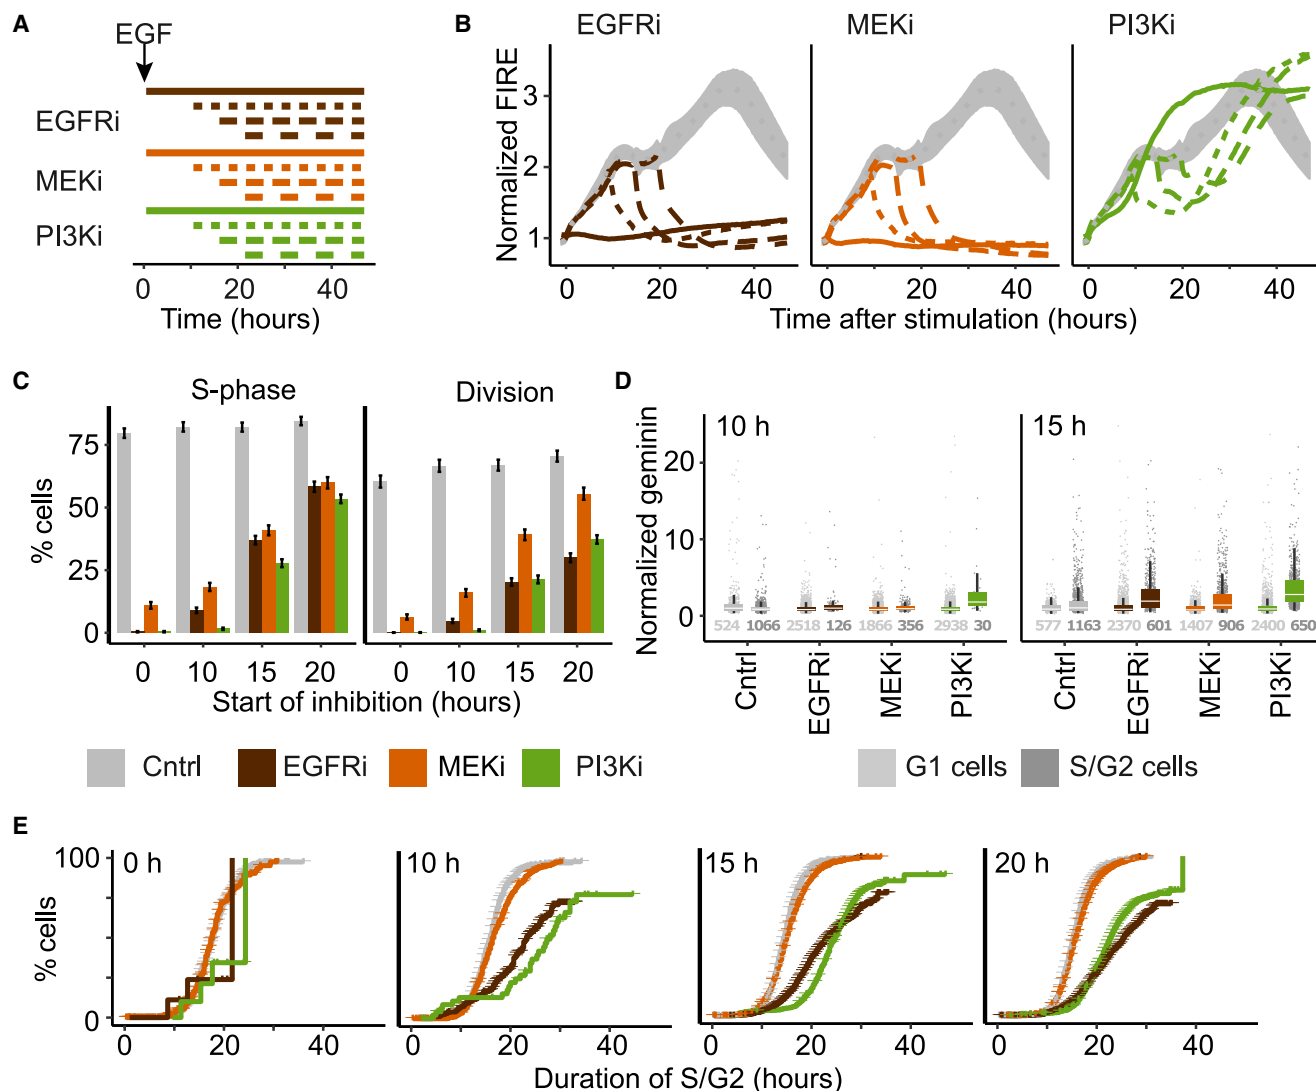 A
EGF
EGFRi
MEKi
PI3Ki
20 40
Time (hours)
B
EGFRi MEKi PI3Ki
Normalized FIRE
3
2
1
0 20 40 0 20 40 0 20 40
Time after stimulation (hours)
C
S-phase Division
% cells
75
50
25
0
0 10 15 20 0 10 15 20
Start of inhibition (hours)
Cntrl EGFRi MEKi PI3Ki
D
10 h 15 h
Normalized geminin
20
10
0
524 1066 2518 126 1866 356 2938 30 577 1163 2370 601 1407 906 2400 650
Cntrl EGFRi MEKi PI3Ki Cntrl EGFRi MEKi PI3Ki
G1 cells S/G2 cells
E
0 h 10 h 15 h 20 h
% cells
100
0
0 20 40 0 20 40 0 20 40 0 20 40
Duration of S/G2 (hours)